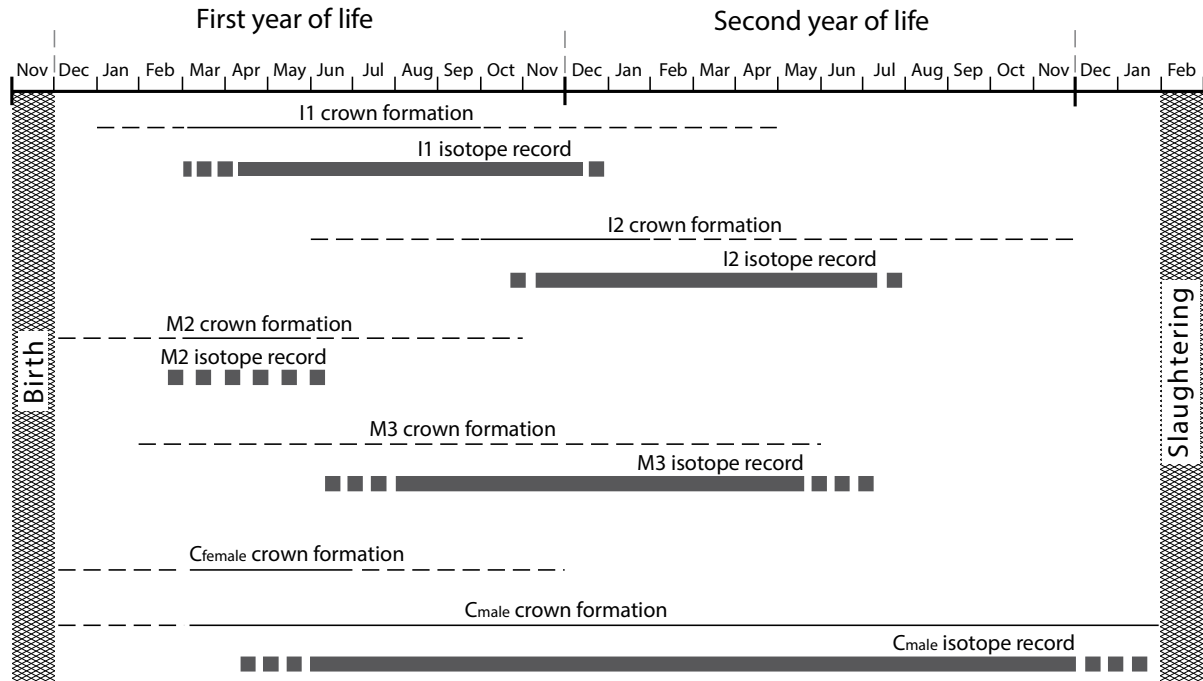 First year of life Second year of life
Nov Dec Jan Feb Mar Apr May Jun Jul Aug Sep Oct Nov Dec Jan Feb Mar Apr May Jun Jul Aug Sep Oct Nov Dec Jan Feb
I1 crown formation
I1 isotope record
I2 crown formation
I2 isotope record
M2 crown formation
M2 isotope record
M3 crown formation
M3 isotope record
Cfemale crown formation
Cmale crown formation
Cmale isotope record
Birth
Slaughtering